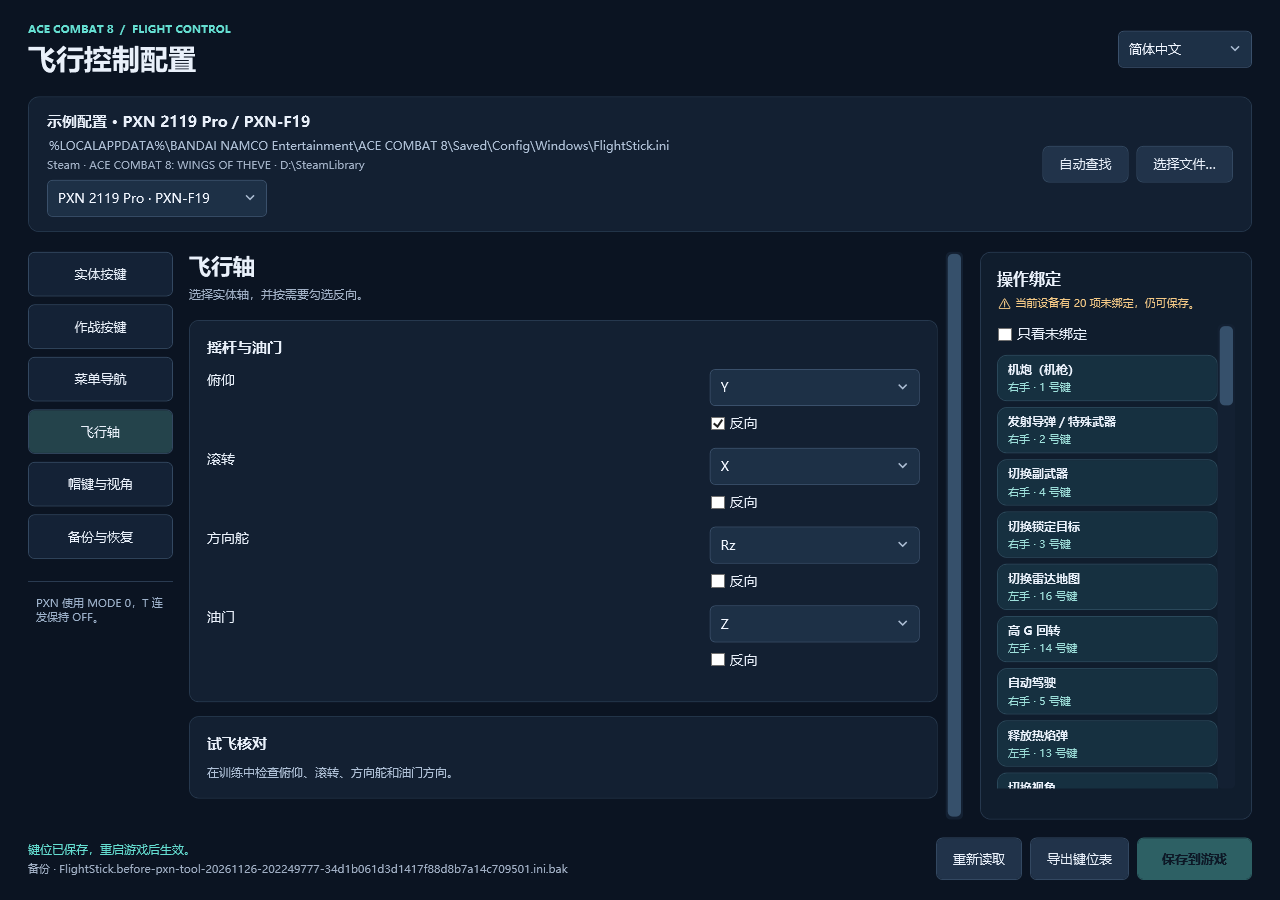 ACE COMBAT 8 / FLIGHT CONTROL
飞行控制配置
简体中文
示例配置 • PXN 2119 Pro / PXN-F19
%LOCALAPPDATA%\BANDAI NAMCO Entertainment\ACE COMBAT 8\Saved\Config\Windows\FlightStick.ini
Steam · ACE COMBAT 8: WINGS OF THEVE · D:\SteamLibrary
PXN 2119 Pro · PXN-F19
自动查找
选择文件...
实体按键
作战按键
菜单导航
飞行轴
帽键与视角
备份与恢复
PXN 使用 MODE 0，T 连
发保持 OFF。
飞行轴
选择实体轴，并按需要勾选反向。
摇杆与油门
俯仰
Y
反向
滚转
X
反向
方向舵
Rz
反向
油门
Z
反向
试飞核对
在训练中检查俯仰、滚转、方向舵和油门方向。
操作绑定
⚠ 当前设备有 20 项未绑定，仍可保存。
只看未绑定
机炮（机枪）
右手 · 1 号键
发射导弹 / 特殊武器
右手 · 2 号键
切换副武器
右手 · 4 号键
切换锁定目标
右手 · 3 号键
切换雷达地图
左手 · 16 号键
高 G 回转
左手 · 14 号键
自动驾驶
右手 · 5 号键
释放热焰弹
左手 · 13 号键
切换视角
键位已保存，重启游戏后生效。
备份 · FlightStick.before-pxn-tool-20261126-202249777-34d1b061d3d1417f88d8b7a14c709501.ini.bak
重新读取
导出键位表
保存到游戏